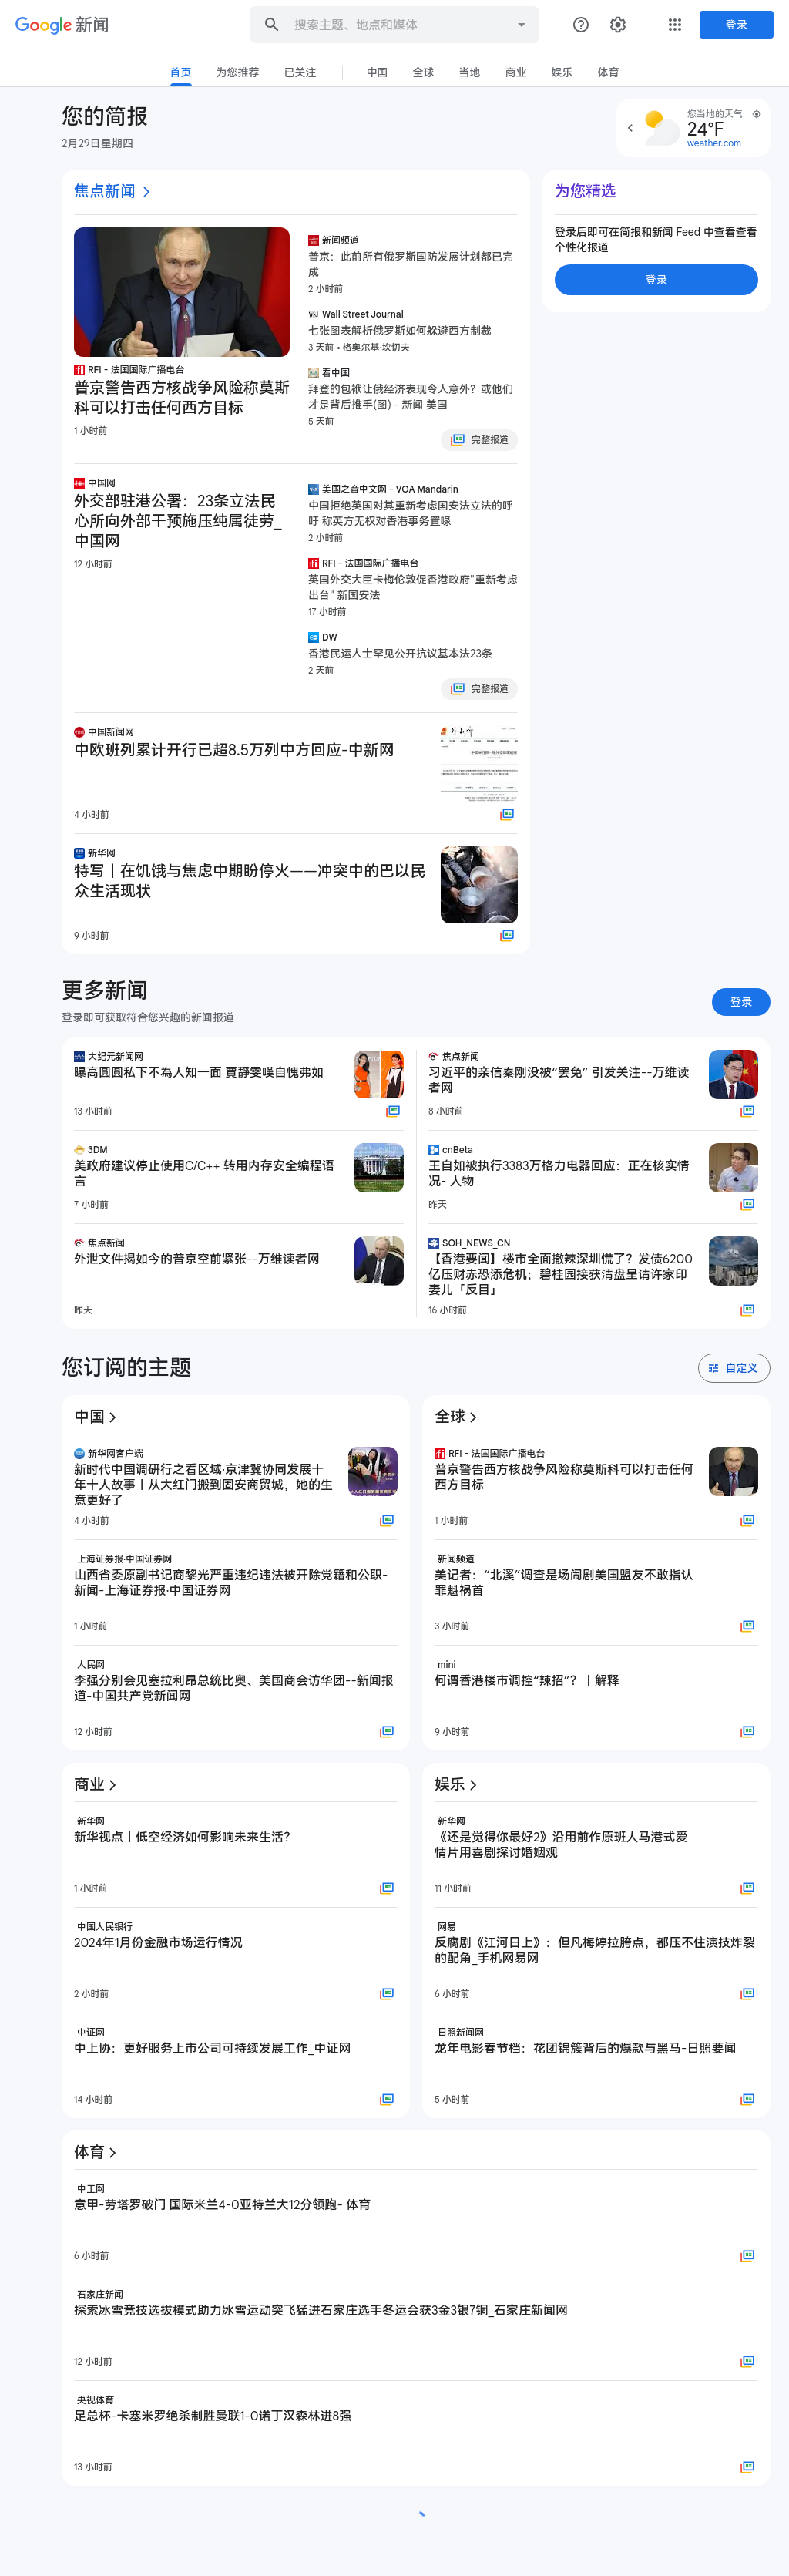 Google 新闻
搜索主题、地点和媒体
登录
首页
为您推荐
已关注
中国
全球
当地
商业
娱乐
体育
您的简报
2月29日星期四
您当地的天气
24°F
weather.com
焦点新闻
RFI - 法国国际广播电台
普京警告西方核战争风险称莫斯
科可以打击任何西方目标
1 小时前
新闻频道
普京：此前所有俄罗斯国防发展计划都已完
成
2 小时前
Wall Street Journal
七张图表解析俄罗斯如何躲避西方制裁
3 天前 • 格奥尔基·坎切夫
看中国
拜登的包袱让俄经济表现令人意外？或他们
才是背后推手(图) - 新闻 美国
5 天前
完整报道
为您精选
登录后即可在简报和新闻 Feed 中查看查看
个性化报道
登录
中国网
外交部驻港公署：23条立法民
心所向外部干预施压纯属徒劳_
中国网
12 小时前
美国之音中文网 - VOA Mandarin
中国拒绝英国对其重新考虑国安法立法的呼
吁 称英方无权对香港事务置喙
2 小时前
RFI - 法国国际广播电台
英国外交大臣卡梅伦敦促香港政府"重新考虑
出台" 新国安法
17 小时前
DW
香港民运人士罕见公开抗议基本法23条
2 天前
完整报道
中国新闻网
中欧班列累计开行已超8.5万列中方回应-中新网
4 小时前
新华网
特写丨在饥饿与焦虑中期盼停火——冲突中的巴以民
众生活现状
9 小时前
更多新闻
登录即可获取符合您兴趣的新闻报道
登录
大纪元新闻网
曝高圓圓私下不為人知一面 賈靜雯嘆自愧弗如
13 小时前
3DM
美政府建议停止使用C/C++ 转用内存安全编程语
言
7 小时前
焦点新闻
外泄文件揭如今的普京空前紧张--万维读者网
昨天
焦点新闻
习近平的亲信秦刚没被“罢免” 引发关注--万维读
者网
8 小时前
cnBeta
王自如被执行3383万格力电器回应：正在核实情
况- 人物
昨天
SOH_NEWS_CN
【香港要闻】楼市全面撤辣深圳慌了？发债6200
亿压财赤恐添危机；碧桂园接获清盘呈请许家印
妻儿「反目」
16 小时前
您订阅的主题
自定义
中国
新华网客户端
新时代中国调研行之看区域·京津冀协同发展十
年十人故事丨从大红门搬到固安商贸城，她的生
意更好了
4 小时前
上海证券报·中国证券网
山西省委原副书记商黎光严重违纪违法被开除党籍和公职-
新闻-上海证券报·中国证券网
1 小时前
人民网
李强分别会见塞拉利昂总统比奥、美国商会访华团--新闻报
道-中国共产党新闻网
12 小时前
全球
RFI - 法国国际广播电台
普京警告西方核战争风险称莫斯科可以打击任何
西方目标
1 小时前
新闻频道
美记者：“北溪”调查是场闹剧美国盟友不敢指认
罪魁祸首
3 小时前
mini
何谓香港楼市调控“辣招”？丨解释
9 小时前
商业
新华网
新华视点丨低空经济如何影响未来生活？
1 小时前
中国人民银行
2024年1月份金融市场运行情况
2 小时前
中证网
中上协：更好服务上市公司可持续发展工作_中证网
14 小时前
娱乐
新华网
《还是觉得你最好2》沿用前作原班人马港式爱
情片用喜剧探讨婚姻观
11 小时前
网易
反腐剧《江河日上》：但凡梅婷拉胯点，都压不住演技炸裂
的配角_手机网易网
6 小时前
日照新闻网
龙年电影春节档：花团锦簇背后的爆款与黑马-日照要闻
5 小时前
体育
中工网
意甲-劳塔罗破门 国际米兰4-0亚特兰大12分领跑- 体育
6 小时前
石家庄新闻
探索冰雪竞技选拔模式助力冰雪运动突飞猛进石家庄选手冬运会获3金3银7铜_石家庄新闻网
12 小时前
央视体育
足总杯-卡塞米罗绝杀制胜曼联1-0诺丁汉森林进8强
13 小时前